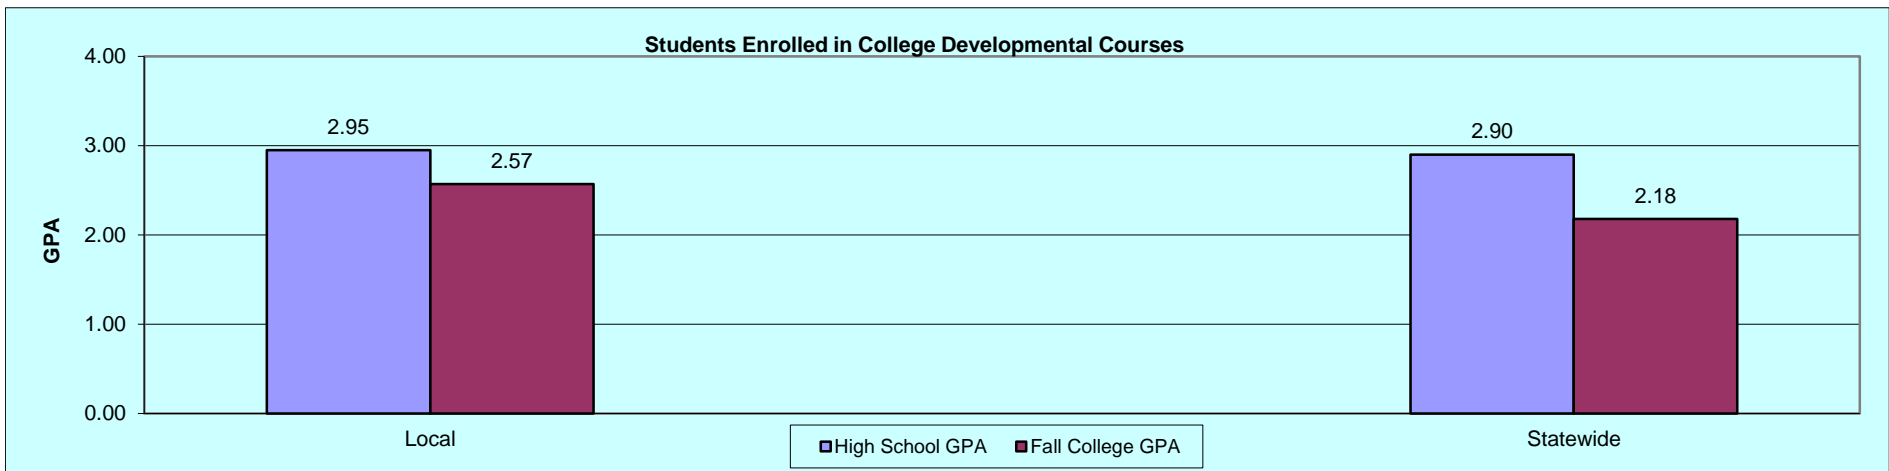 Students Enrolled in College Developmental Courses
4.00
3.00
2.00
1.00
0.00
GPA
2.95
2.57
2.90
2.18
Local
Statewide
High School GPA Fall College GPA